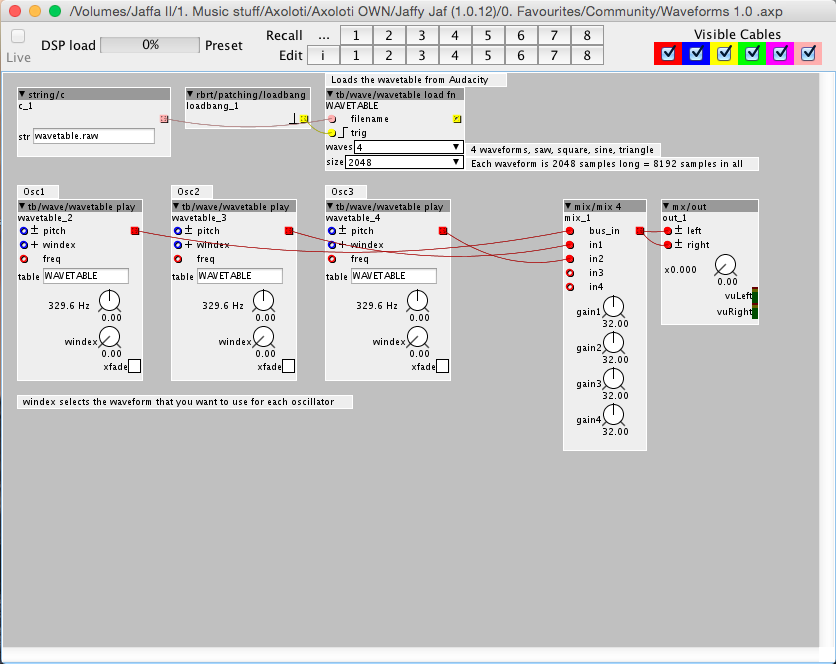 /Volumes/Jaffa II/1. Music stuff/Axoloti/Axoloti OWN/Jaffy Jaf (1.0.12)/0. Favourites/Community/Waveforms 1.0 .axp
Live
DSP load 0% Preset
Recall ... 1 2 3 4 5 6 7 8
Edit i 1 2 3 4 5 6 7 8
Visible Cables
Loads the wavetable from Audacity
string/c
c_1
str wavetable.raw
rbrt/patching/loadbang
loadbang_1
tb/wave/wavetable load fn
WAVETABLE
filename
trig
waves 4
size 2048
4 waveforms, saw, square, sine, triangle
Each waveform is 2048 samples long = 8192 samples in all
Osc1
tb/wave/wavetable play
wavetable_2
± pitch
+ windex
freq
table WAVETABLE
329.6 Hz
0.00
windex
0.00
xfade
Osc2
tb/wave/wavetable play
wavetable_3
± pitch
+ windex
freq
table WAVETABLE
329.6 Hz
0.00
windex
0.00
xfade
Osc3
tb/wave/wavetable play
wavetable_4
± pitch
+ windex
freq
table WAVETABLE
329.6 Hz
0.00
windex
0.00
xfade
mix/mix 4
mix_1
bus_in
in1
in2
in3
in4
gain1
32.00
gain2
32.00
gain3
32.00
gain4
32.00
mx/out
out_1
± left
± right
x0.000
0.00
vuLeft
vuRight
windex selects the waveform that you want to use for each oscillator